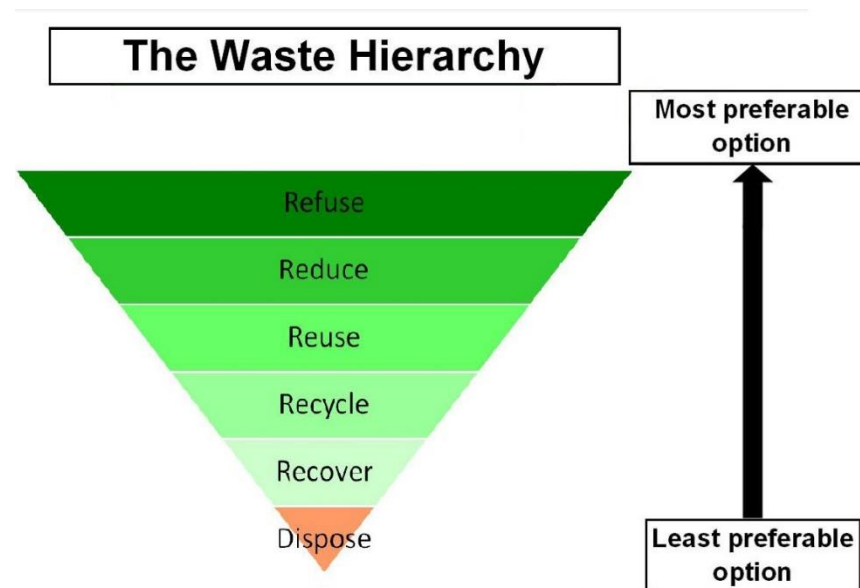 The Waste Hierarchy
Most preferable
option
Refuse
Reduce
Reuse
Recycle
Recover
Dispose
Least preferable
option